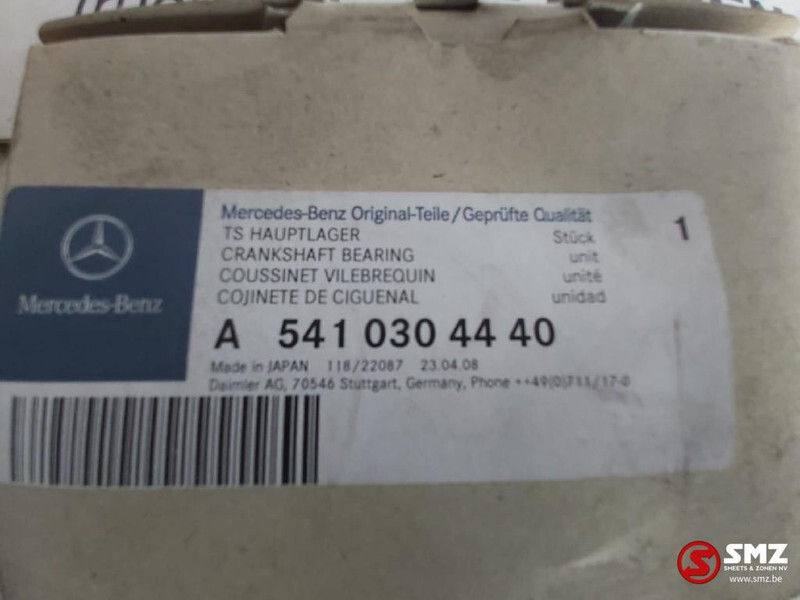 Mercedes-Benz Original-Teile/Geprüfte Qualität
TS HAUPTLAGER Stück 1
CRANKSHAFT BEARING unit
COUSSINET VILEBREQUIN unité
COJINETE DE CIGUENAL unidad
Mercedes-Benz
A 541 030 44 40
Made in JAPAN 118/22087 23.04.08
Daimler AG, 70546 Stuttgart, Germany, Phone ++49(0)711/17-0
SMZ
SMEETS & ZONEN NV
www.smz.be